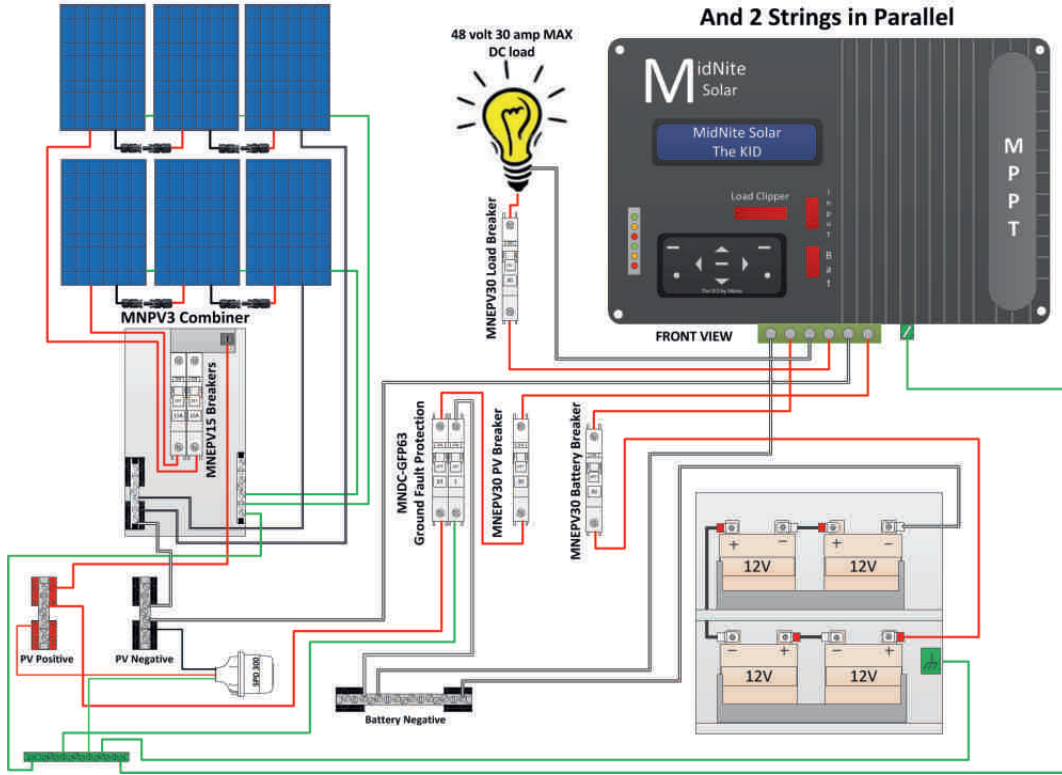 And 2 Strings in Parallel
48 volt 30 amp MAX
DC load
MidNite
Solar
MidNite Solar
The KID
MPPT
Load Clipper
Input
Bat
MNEPV30 Load Breaker
FRONT VIEW
MNPV3 Combiner
MNEPV15 Breakers
MNDC-GFP63
Ground Fault Protection
MNEPV30 PV Breaker
MNEPV30 Battery Breaker
+ - + -
12V 12V
- + - +
12V 12V
PV Positive
PV Negative
SPD 300
Battery Negative